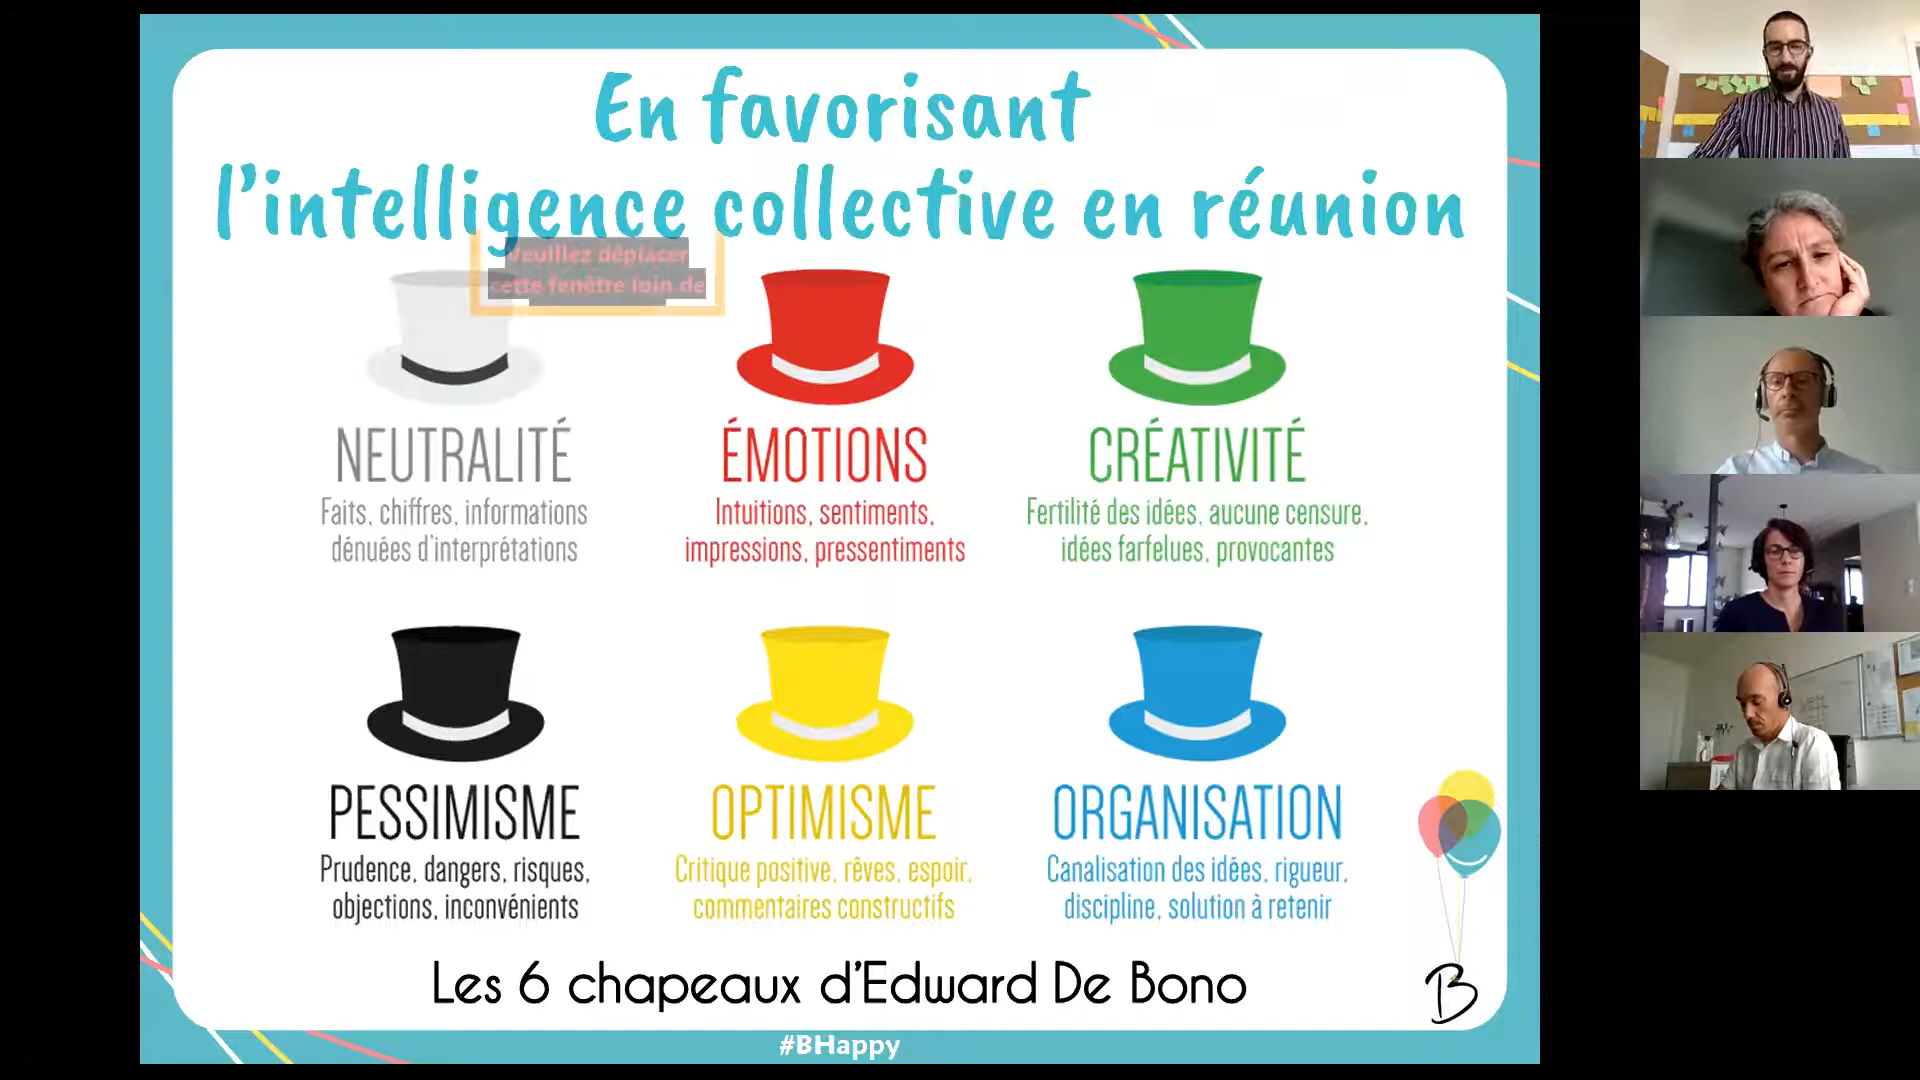 En favorisant
l'intelligence collective en réunion
Veuillez déplacer
cette fenêtre loin de
NEUTRALITÉ
Faits, chiffres, informations
dénuées d'interprétations
ÉMOTIONS
Intuitions, sentiments,
impressions, pressentiments
CRÉATIVITÉ
Fertilité des idées, aucune censure,
idées farfelues, provocantes
PESSIMISME
Prudence, dangers, risques,
objections, inconvénients
OPTIMISME
Critique positive, rêves, espoir,
commentaires constructifs
ORGANISATION
Canalisation des idées, rigueur,
discipline, solution à retenir
Les 6 chapeaux d'Edward De Bono
B
#BHappy